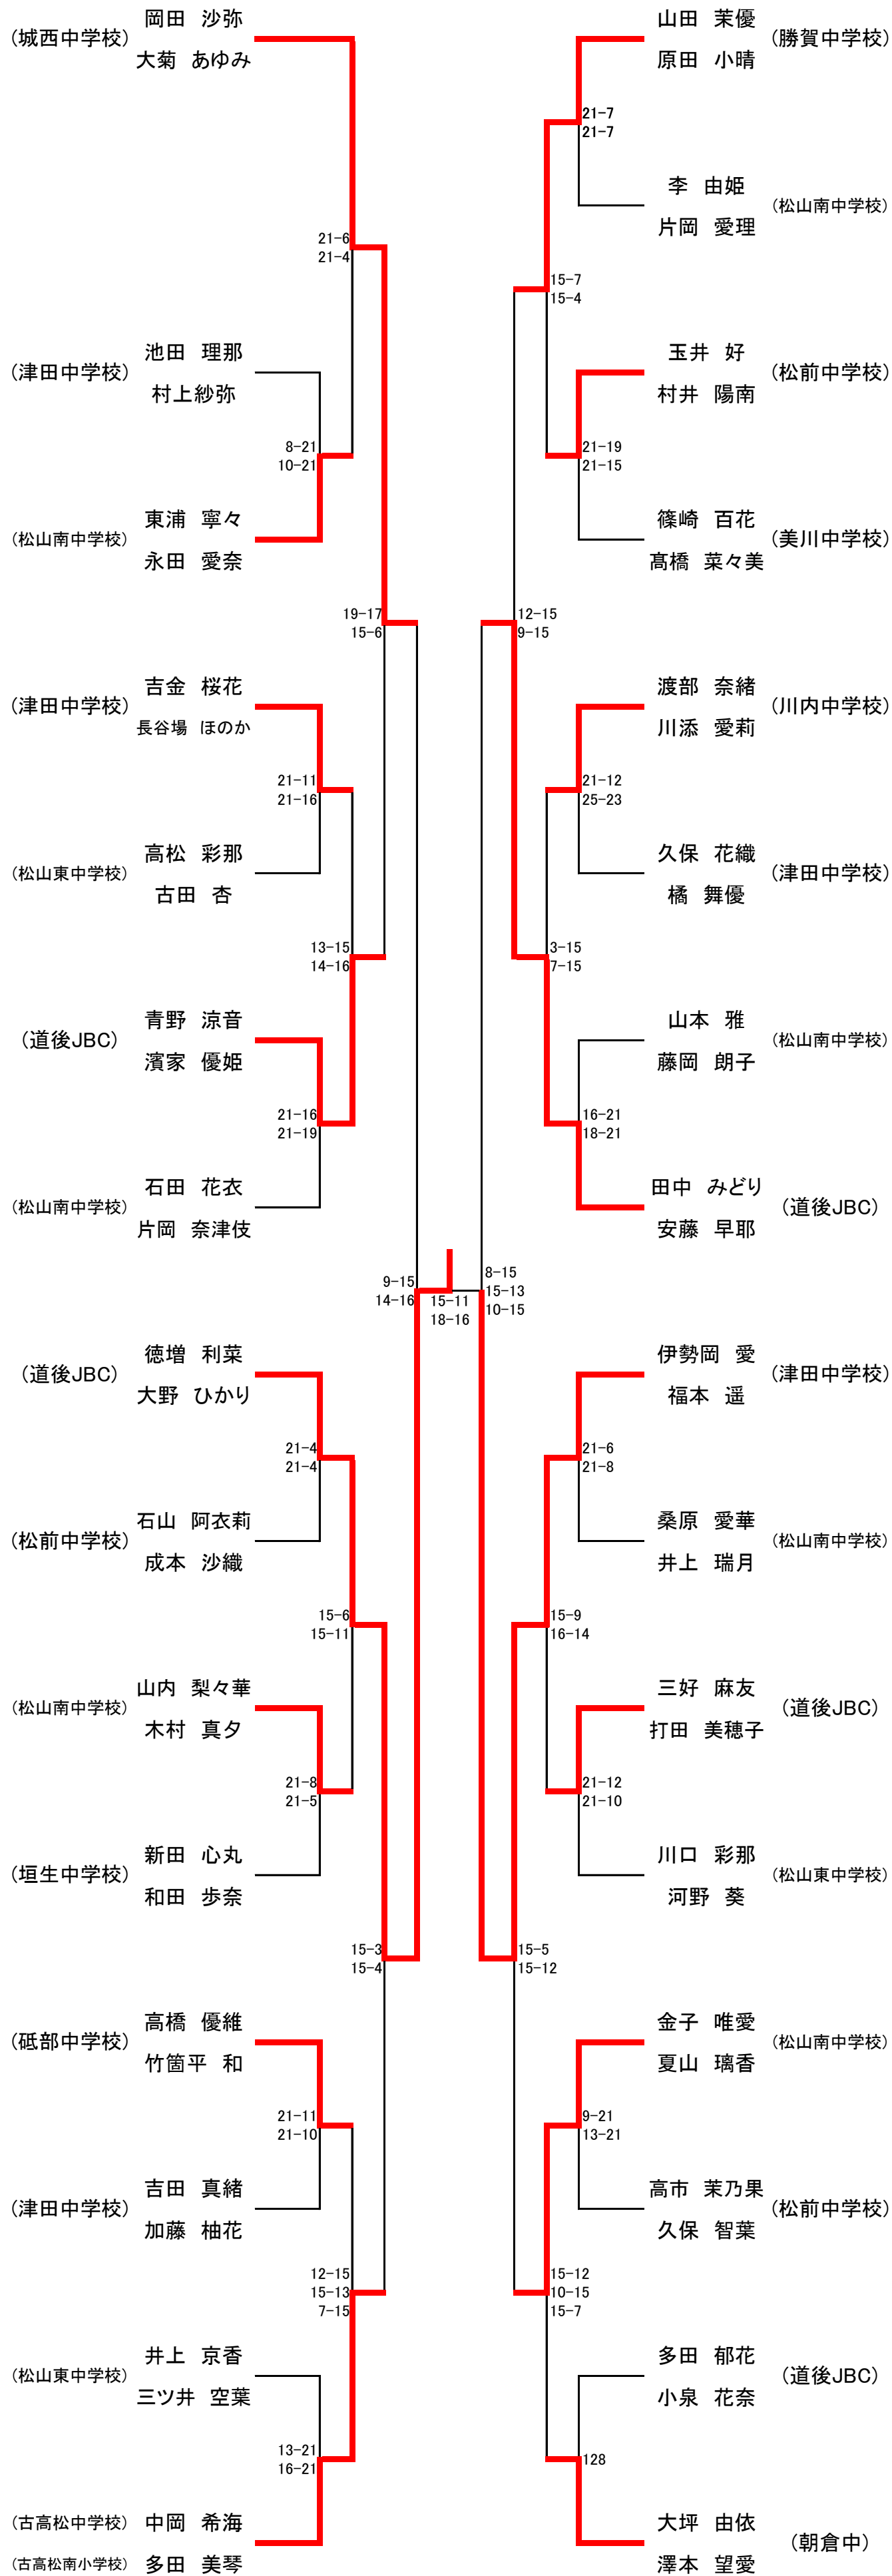 岡田 沙弥
(城西中学校)
大菊 あゆみ
21-6
21-4
池田 理那
(津田中学校)
村上紗弥
8-21
10-21
東浦 寧々
(松山南中学校)
永田 愛奈
19-17
15-6
吉金 桜花
(津田中学校)
長谷場 ほのか
21-11
21-16
高松 彩那
(松山東中学校)
古田 杏
13-15
14-16
青野 涼音
(道後JBC)
濱家 優姫
21-16
21-19
石田 花衣
(松山南中学校)
片岡 奈津伎
9-15
14-16
徳増 利菜
(道後JBC)
大野 ひかり
21-4
21-4
石山 阿衣莉
(松前中学校)
成本 沙織
15-6
15-11
山内 梨々華
(松山南中学校)
木村 真夕
21-8
21-5
新田 心丸
(垣生中学校)
和田 歩奈
15-3
15-4
高橋 優維
(砥部中学校)
竹箇平 和
21-11
21-10
吉田 真緒
(津田中学校)
加藤 柚花
12-15
15-13
7-15
井上 京香
(松山東中学校)
三ツ井 空葉
13-21
16-21
(古高松中学校) 中岡 希海
(古高松南小学校) 多田 美琴
15-11
18-16
山田 茉優
(勝賀中学校)
原田 小晴
21-7
21-7
李 由姫
(松山南中学校)
片岡 愛理
15-7
15-4
玉井 好
(松前中学校)
村井 陽南
21-19
21-15
篠崎 百花
(美川中学校)
髙橋 菜々美
12-15
9-15
渡部 奈緒
(川内中学校)
川添 愛莉
21-12
25-23
久保 花織
(津田中学校)
橘 舞優
3-15
7-15
山本 雅
(松山南中学校)
藤岡 朗子
16-21
18-21
田中 みどり
(道後JBC)
安藤 早耶
8-15
15-13
10-15
伊勢岡 愛
(津田中学校)
福本 遥
21-6
21-8
桑原 愛華
(松山南中学校)
井上 瑞月
15-9
16-14
三好 麻友
(道後JBC)
打田 美穂子
21-12
21-10
川口 彩那
(松山東中学校)
河野 葵
15-5
15-12
金子 唯愛
(松山南中学校)
夏山 璃香
9-21
13-21
高市 茉乃果
(松前中学校)
久保 智葉
15-12
10-15
15-7
多田 郁花
(道後JBC)
小泉 花奈
128
大坪 由依
(朝倉中)
澤本 望愛